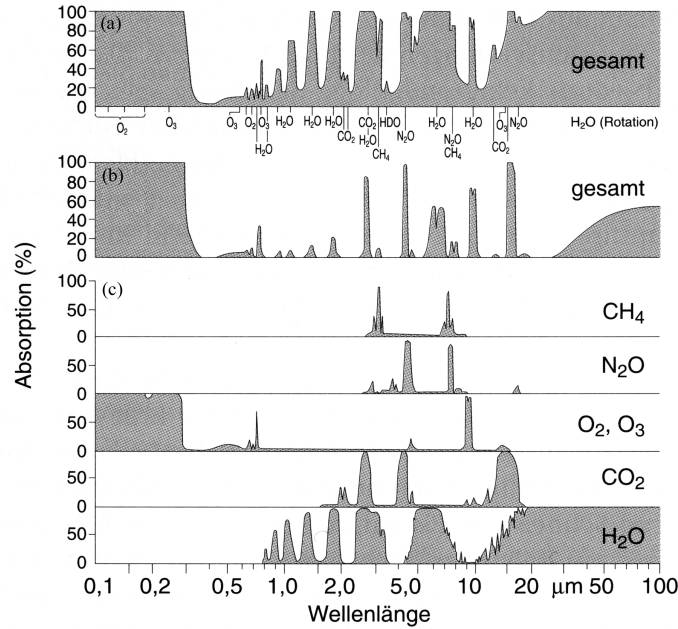 Absorption (%)
(a)
gesamt
100
80
60
40
20
0
O₂ O₃ O₃ O₂ O₃ H₂O H₂O H₂O CO₂ HDO N₂O H₂O H₂O O₃ N₂O H₂O (Rotation)
H₂O CO₂ H₂O CH₄ N₂O CH₄ CO₂
(b)
gesamt
100
80
60
40
20
0
(c)
CH₄
100
50
0
N₂O
50
0
O₂, O₃
50
0
CO₂
50
0
H₂O
50
0
0,1 0,2 0,5 1,0 2,0 5,0 10 20 µm 50 100
Wellenlänge